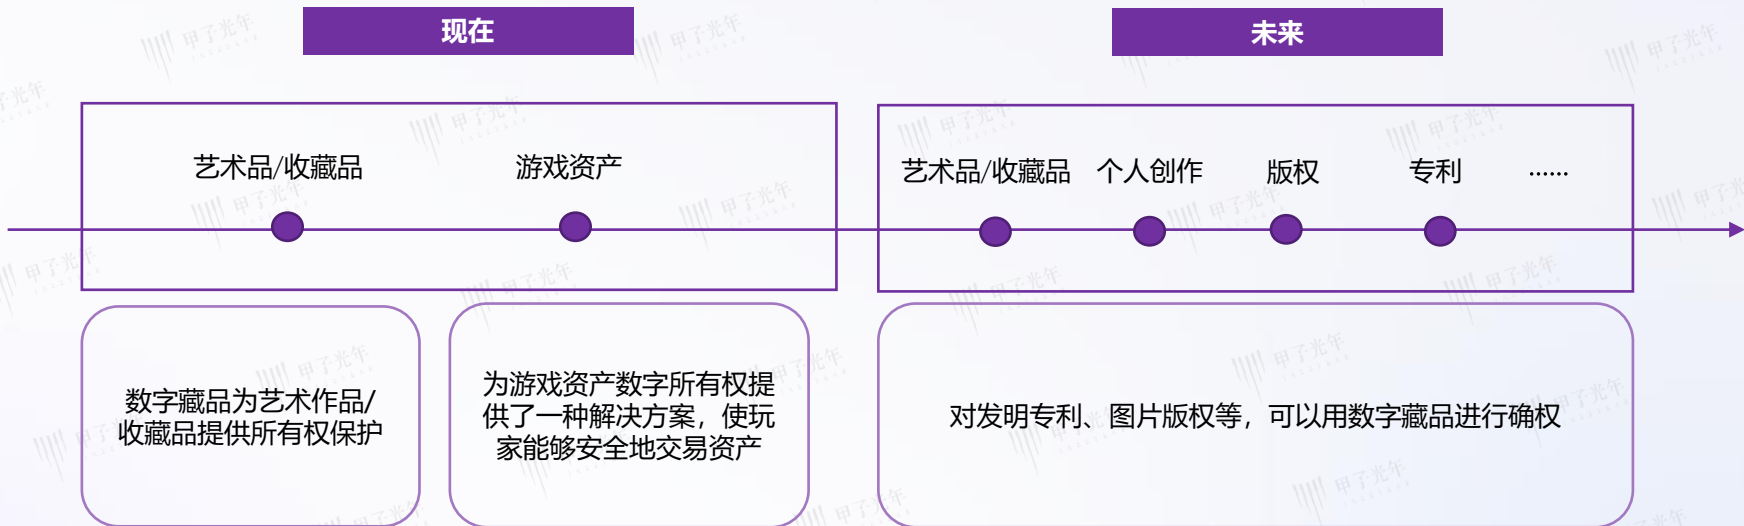 现在
未来
艺术品/收藏品
游戏资产
艺术品/收藏品
个人创作
版权
专利
......
数字藏品为艺术作品/
收藏品提供所有权保护
为游戏资产数字所有权提
供了一种解决方案，使玩
家能够安全地交易资产
对发明专利、图片版权等，可以用数字藏品进行确权
甲子光年